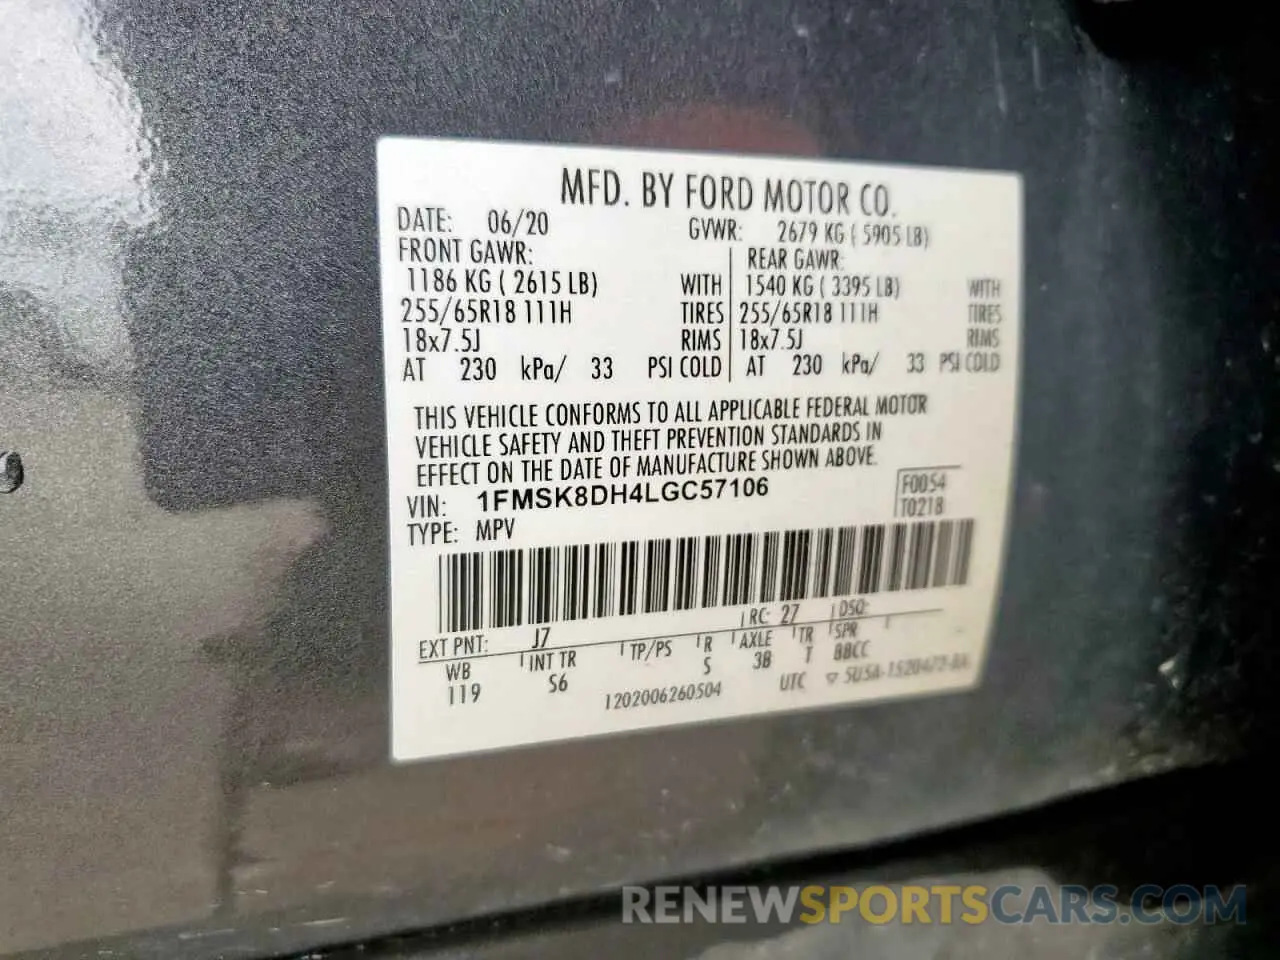 MFD. BY FORD MOTOR CO.
DATE: 06/20 GVWR: 2679 KG ( 5905 LB)
FRONT GAWR: REAR GAWR:
1186 KG ( 2615 LB) WITH 1540 KG ( 3395 LB) WITH
255/65R18 111H TIRES 255/65R18 111H TIRES
18x7.5J RIMS 18x7.5J RIMS
AT 230 kPa/ 33 PSI COLD AT 230 kPa/ 33 PSI COLD
THIS VEHICLE CONFORMS TO ALL APPLICABLE FEDERAL MOTOR
VEHICLE SAFETY AND THEFT PREVENTION STANDARDS IN
EFFECT ON THE DATE OF MANUFACTURE SHOWN ABOVE.
VIN: 1FMSK8DH4LGC57106 F0054
TYPE: MPV T0218
EXT PNT: J7 RC: 27 DSO:
WB INT TR TP/PS R AXLE TR SPR
119 S6 S 38 T BBCC
1202006260504 UTC
RENEWSPORTSCARS.COM